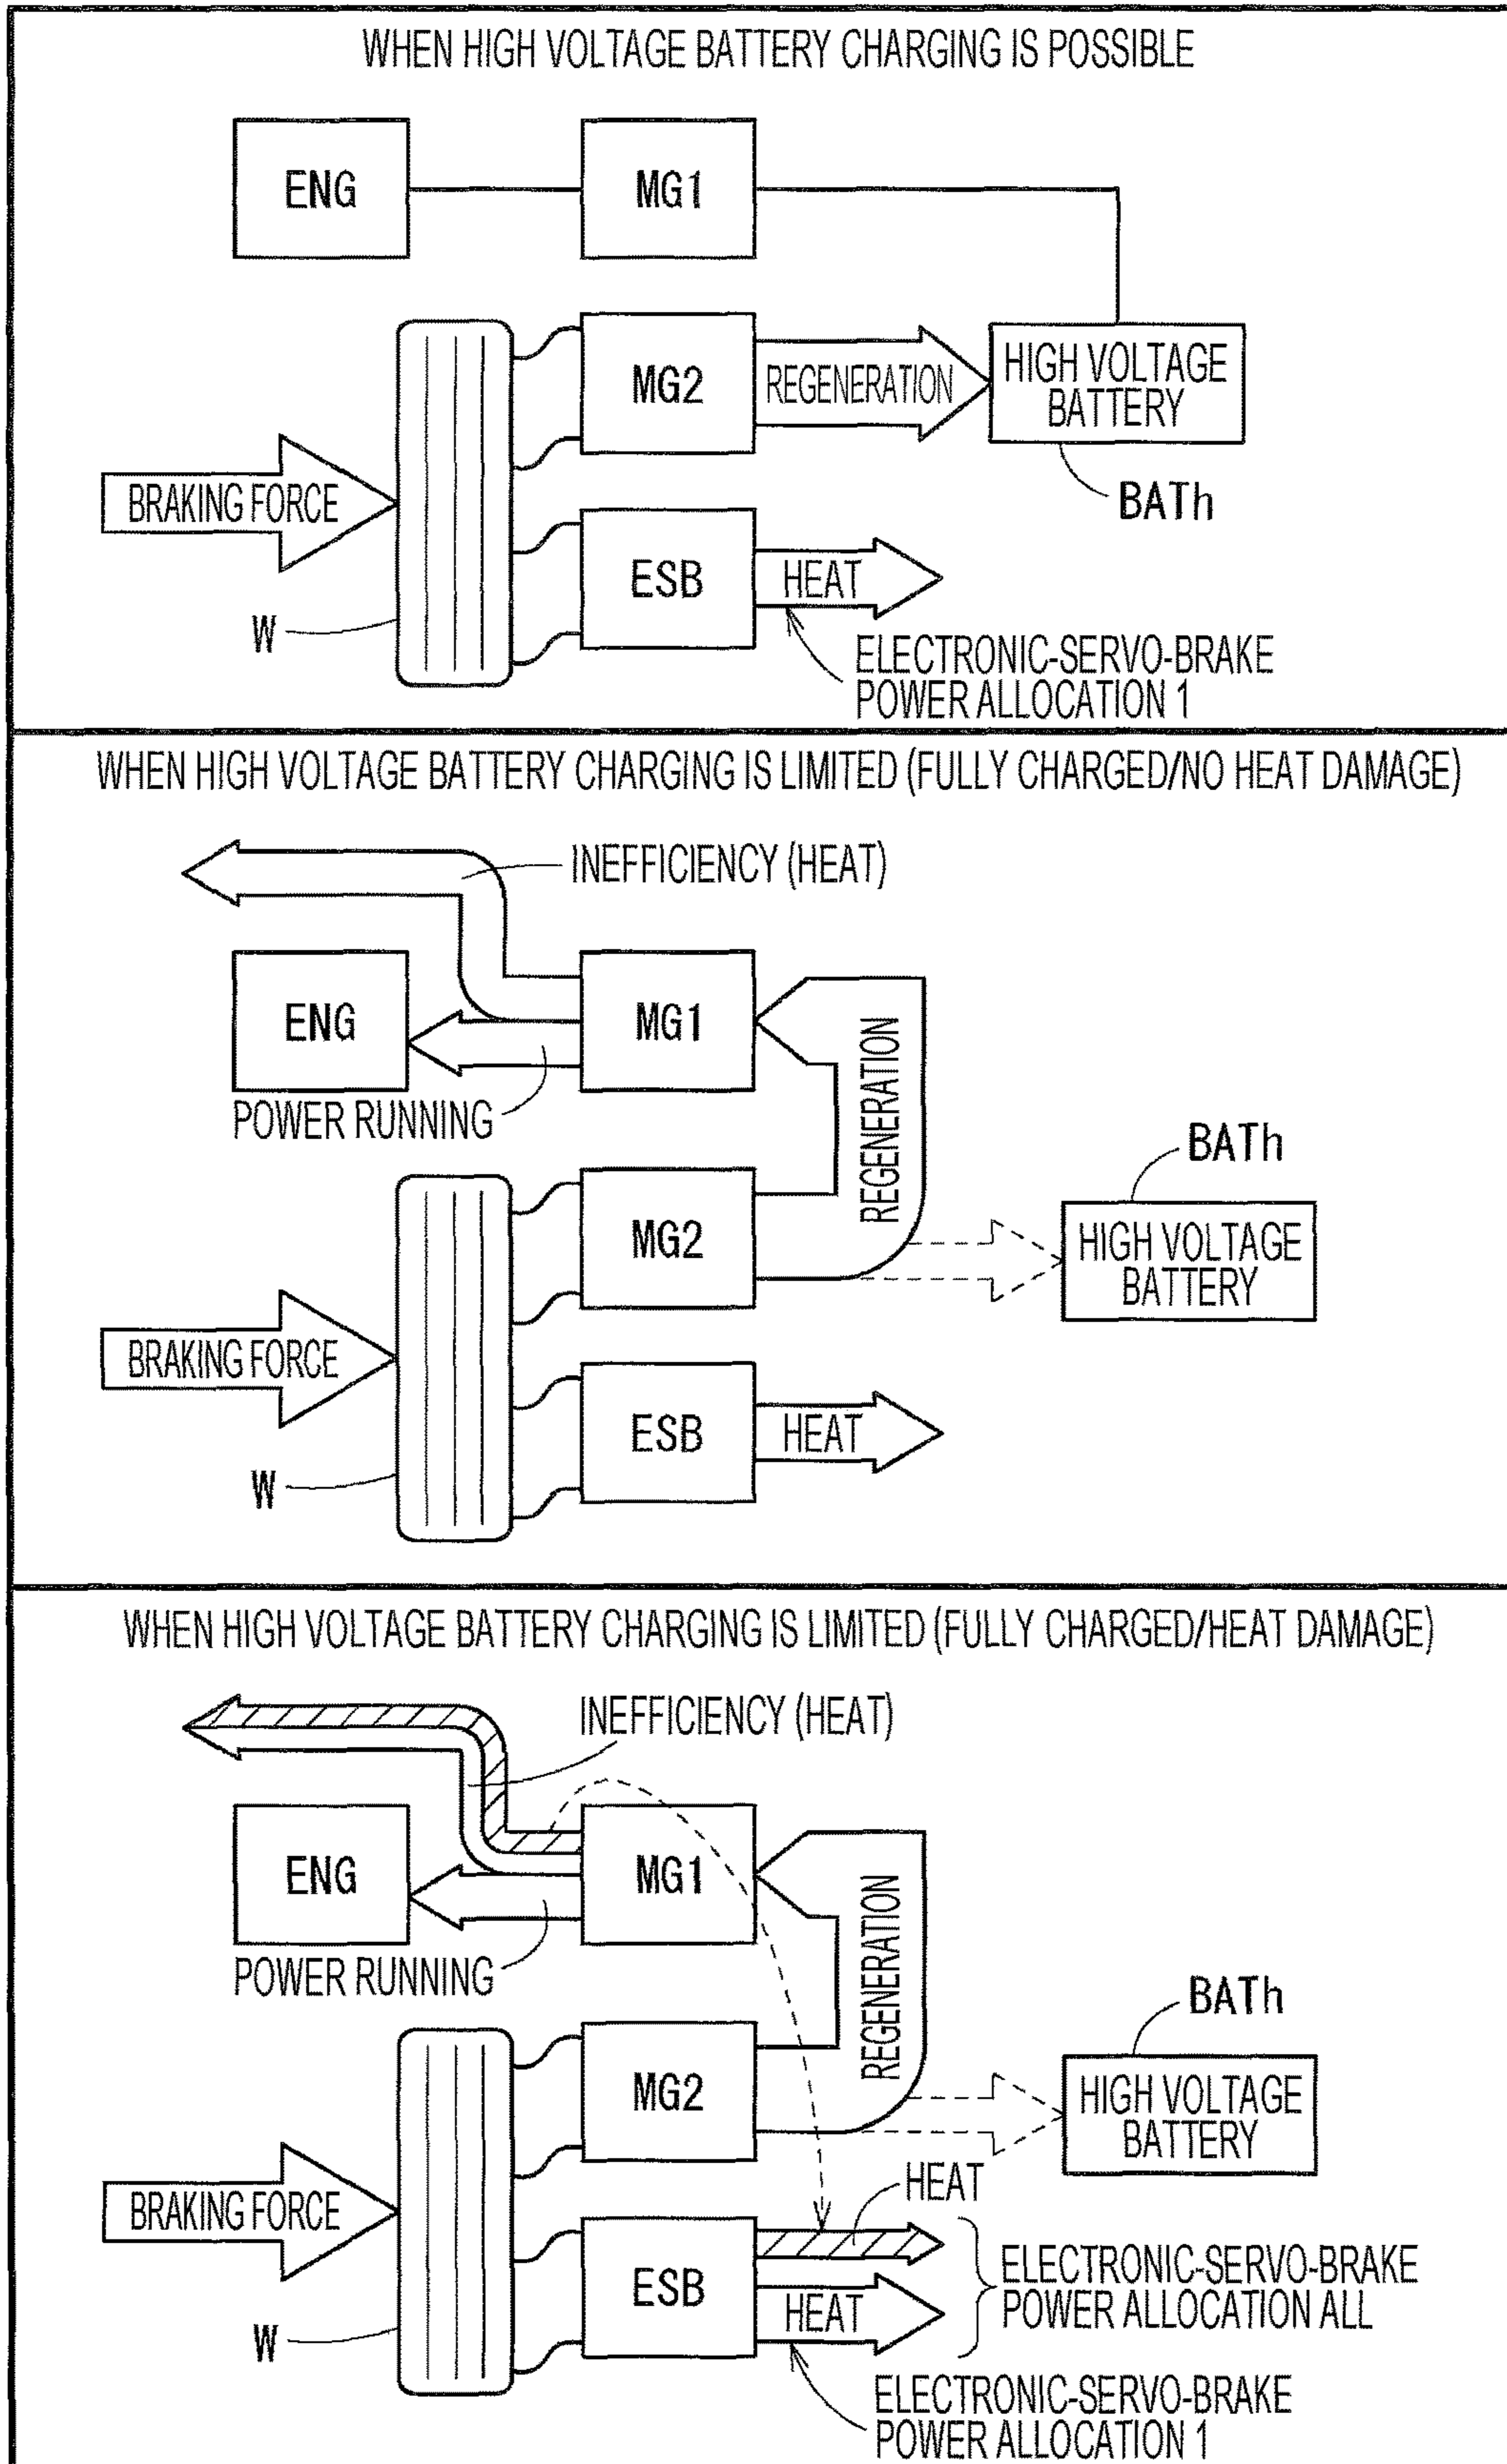 WHEN HIGH VOLTAGE BATTERY CHARGING IS POSSIBLE
ENG
MG1
MG2
REGENERATION
HIGH VOLTAGE
BATTERY
BATh
BRAKING FORCE
ESB
HEAT
W
ELECTRONIC-SERVO-BRAKE
POWER ALLOCATION 1
WHEN HIGH VOLTAGE BATTERY CHARGING IS LIMITED (FULLY CHARGED/NO HEAT DAMAGE)
INEFFICIENCY (HEAT)
ENG
MG1
REGENERATION
POWER RUNNING
BATh
MG2
HIGH VOLTAGE
BATTERY
BRAKING FORCE
ESB
HEAT
W
WHEN HIGH VOLTAGE BATTERY CHARGING IS LIMITED (FULLY CHARGED/HEAT DAMAGE)
INEFFICIENCY (HEAT)
ENG
MG1
REGENERATION
POWER RUNNING
BATh
MG2
HIGH VOLTAGE
BATTERY
HEAT
BRAKING FORCE
ESB
HEAT
ELECTRONIC-SERVO-BRAKE
POWER ALLOCATION ALL
W
ELECTRONIC-SERVO-BRAKE
POWER ALLOCATION 1